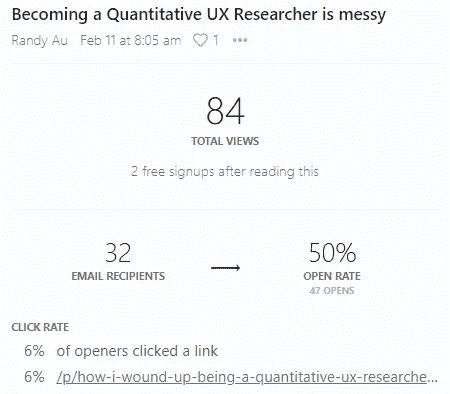 Becoming a Quantitative UX Researcher is messy
Randy Au Feb 11 at 8:05 am 1 •••
84
TOTAL VIEWS
2 free signups after reading this
32 50%
EMAIL RECIPIENTS OPEN RATE
47 OPENS
CLICK RATE
6% of openers clicked a link
6% /p/how-i-wound-up-being-a-quantitative-ux-researche...